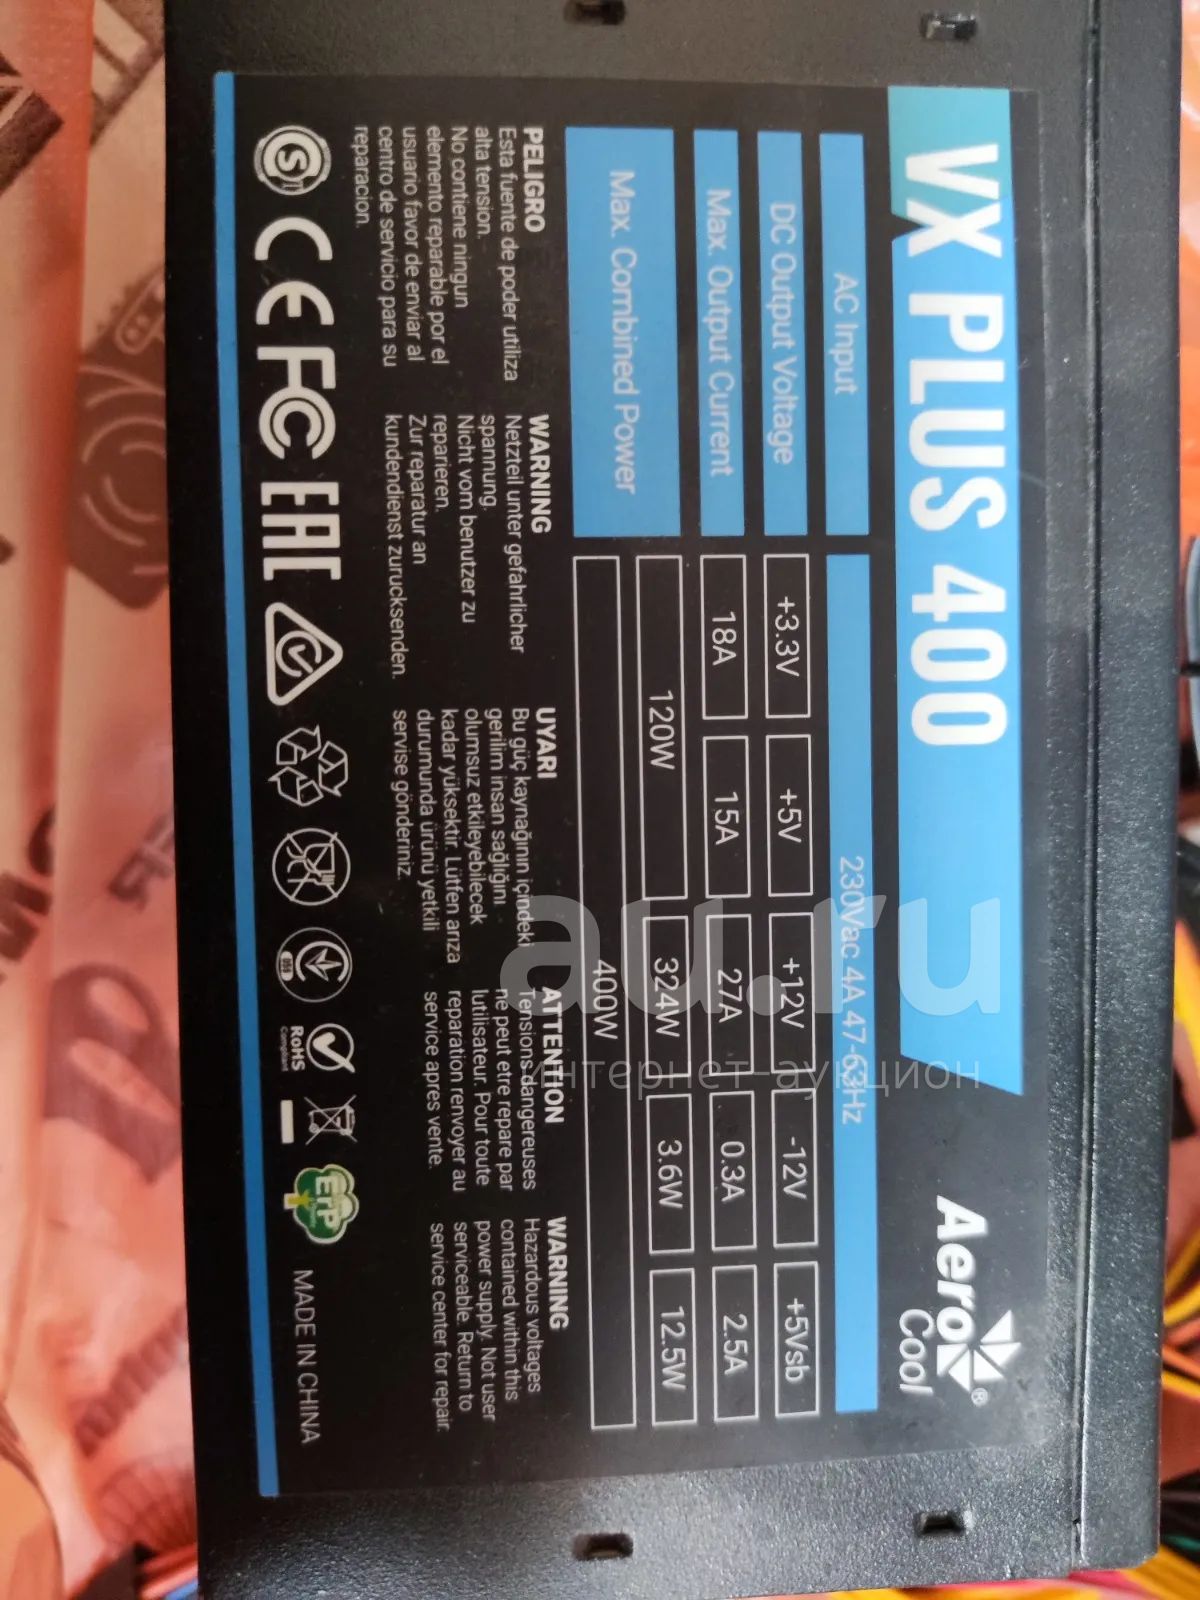 VX PLUS 400
Aero
Cool®
AC Input 230Vac 4A 47-63Hz
DC Output Voltage +3.3V +5V +12V -12V +5Vsb
Max. Output Current 18A 15A 27A 0.3A 2.5A
Max. Combined Power 120W 324W 3.6W 12.5W
400W
PELIGRO
Esta fuente de poder utiliza
alta tension.
No contiene ningun
elemento reparable por el
usuario favor de enviar al
centro de servicio para su
reparacion.
WARNING
Netzteil unter gefahrlicher
spannung.
Nicht vom benutzer zu
reparieren.
Zur reparatur an
kundendienst zurucksenden.
UYARI
Bu güç kaynağının içindeki
gerilim insan sağlığını
olumsuz etkileyebilecek
kadar yüksektir. Lütfen arıza
durumunda ürünü yetkili
servise gönderiniz.
ATTENTION
Tensions dangereuses
ne peut etre repare par
lutilisateur. Pour toute
reparation renvoyer au
service apres vente.
WARNING
Hazardous voltages
contained within this
power supply. Not user
serviceable. Return to
service center for repair.
CE FC EAC
RoHS
Compliant
ErP
MADE IN CHINA
au.ru
интернет-аукцион